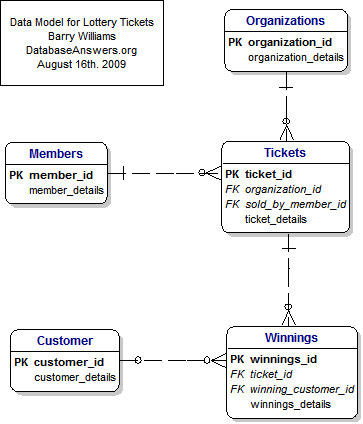 Data Model for Lottery Tickets
Barry Williams
DatabaseAnswers.org
August 16th. 2009
Organizations
PK organization_id
organization_details
Members
PK member_id
member_details
Tickets
PK ticket_id
FK organization_id
FK sold_by_member_id
ticket_details
Customer
PK customer_id
customer_details
Winnings
PK winnings_id
FK ticket_id
FK winning_customer_id
winnings_details